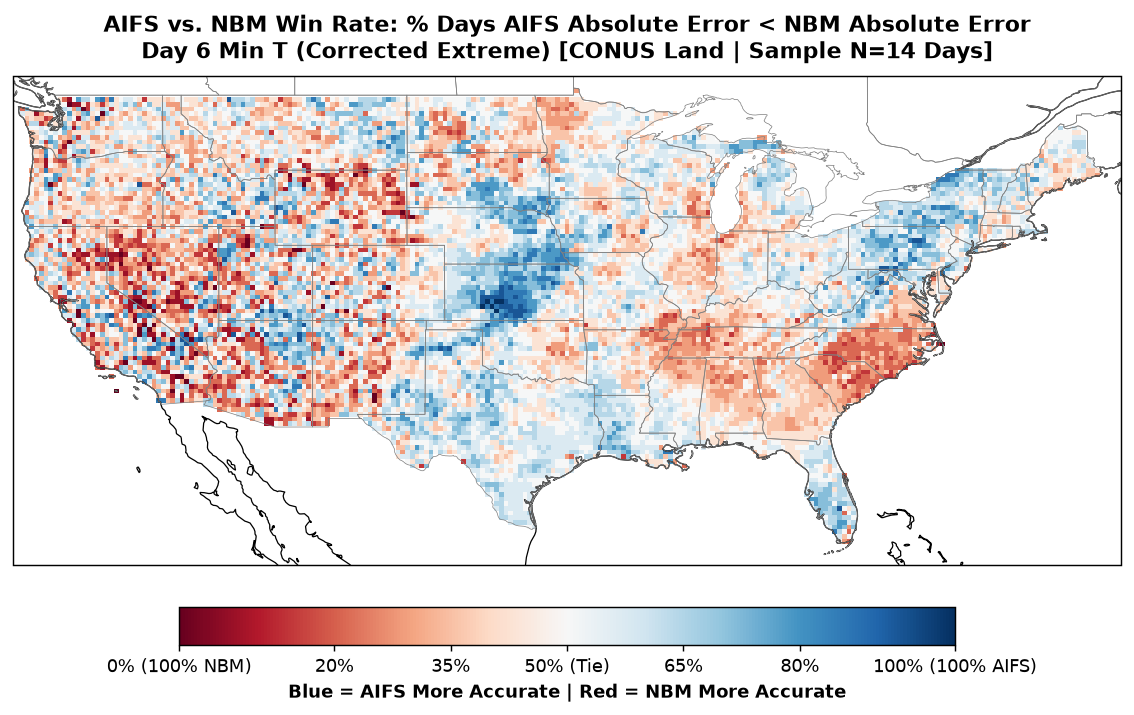 AIFS vs. NBM Win Rate: % Days AIFS Absolute Error < NBM Absolute Error
Day 6 Min T (Corrected Extreme) [CONUS Land | Sample N=14 Days]
0% (100% NBM) 20% 35% 50% (Tie) 65% 80% 100% (100% AIFS)
Blue = AIFS More Accurate | Red = NBM More Accurate